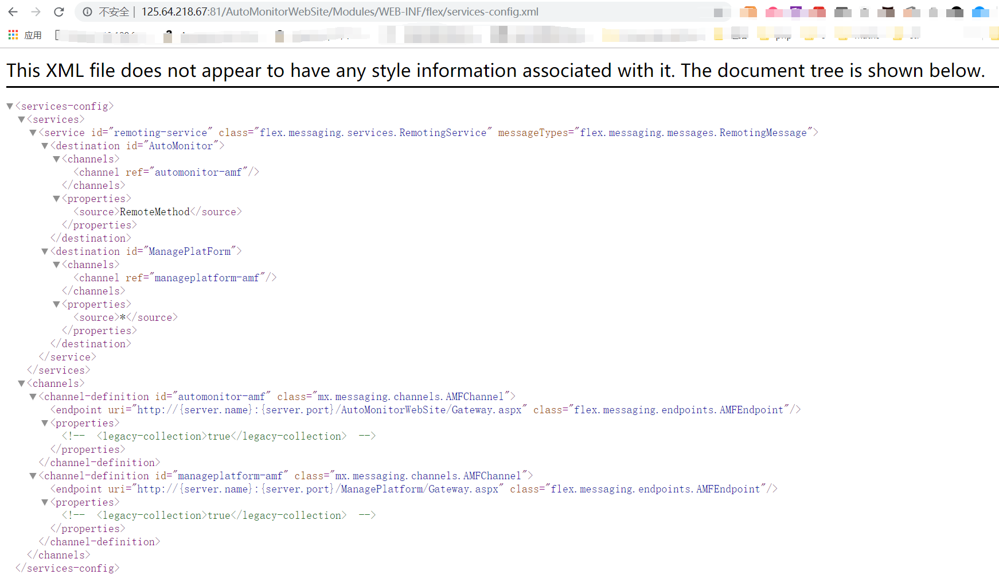 不安全 | 125.64.218.67:81/AutoMonitorWebSite/Modules/WEB-INF/flex/services-config.xml
应用
This XML file does not appear to have any style information associated with it. The document tree is shown below.
▼<services-config>
▼<services>
▼<service id="remoting-service" class="flex.messaging.services.RemotingService" messageTypes="flex.messaging.messages.RemotingMessage">
▼<destination id="AutoMonitor">
▼<channels>
<channel ref="automonitor-amf"/>
</channels>
▼<properties>
<source>RemoteMethod</source>
</properties>
</destination>
▼<destination id="ManagePlatForm">
▼<channels>
<channel ref="manageplatform-amf"/>
</channels>
▼<properties>
<source>*</source>
</properties>
</destination>
</service>
</services>
▼<channels>
▼<channel-definition id="automonitor-amf" class="mx.messaging.channels.AMFChannel">
<endpoint uri="http://{server.name}:{server.port}/AutoMonitorWebSite/Gateway.aspx" class="flex.messaging.endpoints.AMFEndpoint"/>
▼<properties>
<!-- <legacy-collection>true</legacy-collection> -->
</properties>
</channel-definition>
▼<channel-definition id="manageplatform-amf" class="mx.messaging.channels.AMFChannel">
<endpoint uri="http://{server.name}:{server.port}/ManagePlatform/Gateway.aspx" class="flex.messaging.endpoints.AMFEndpoint"/>
▼<properties>
<!-- <legacy-collection>true</legacy-collection> -->
</properties>
</channel-definition>
</channels>
</services-config>